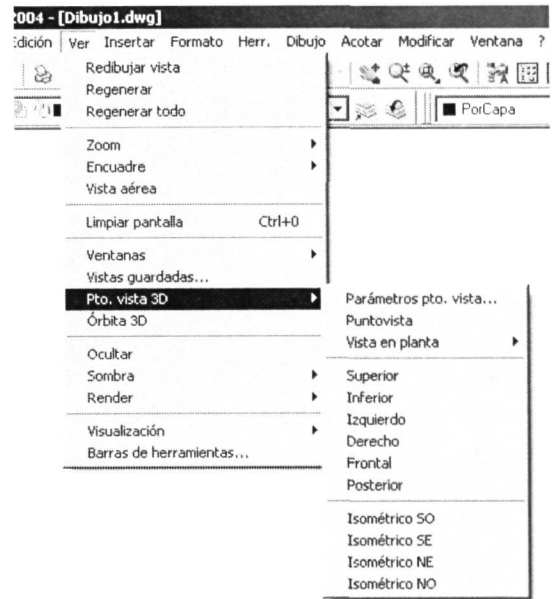 2004 - [Dibujo1.dwg]
Edición Ver Insertar Formato Herr. Dibujo Acotar Modificar Ventana ?
PorCapa
Redibujar vista
Regenerar
Regenerar todo
Zoom
Encuadre
Vista aérea
Limpiar pantalla Ctrl+0
Ventanas
Vistas guardadas...
Pto. vista 3D
Órbita 3D
Ocultar
Sombra
Render
Visualización
Barras de herramientas...
Parámetros pto. vista...
Puntovista
Vista en planta
Superior
Inferior
Izquierdo
Derecho
Frontal
Posterior
Isométrico SO
Isométrico SE
Isométrico NE
Isométrico NO